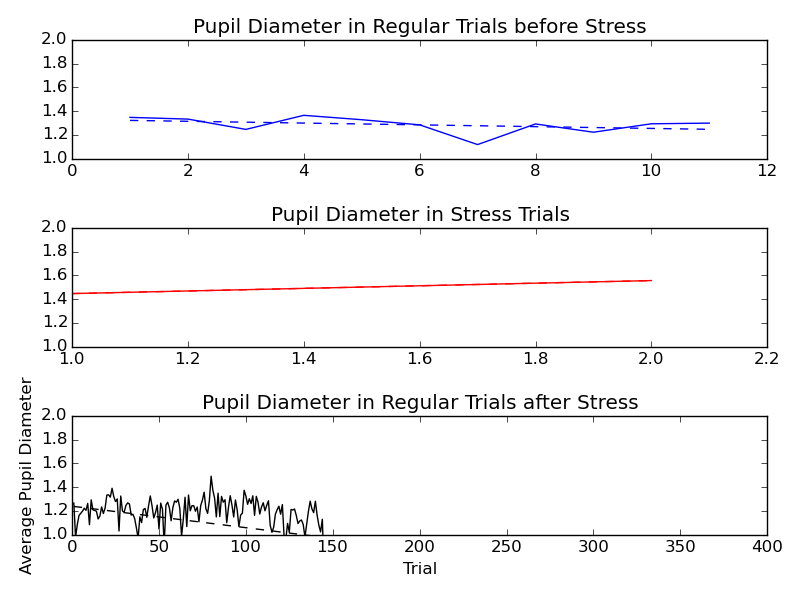 Pupil Diameter in Regular Trials before Stress
2.0
1.8
1.6
1.4
1.2
1.0
0 2 4 6 8 10 12
Pupil Diameter in Stress Trials
2.0
1.8
1.6
1.4
1.2
1.0
1.0 1.2 1.4 1.6 1.8 2.0 2.2
Pupil Diameter in Regular Trials after Stress
Average Pupil Diameter
2.0
1.8
1.6
1.4
1.2
1.0
0 50 100 150 200 250 300 350 400
Trial